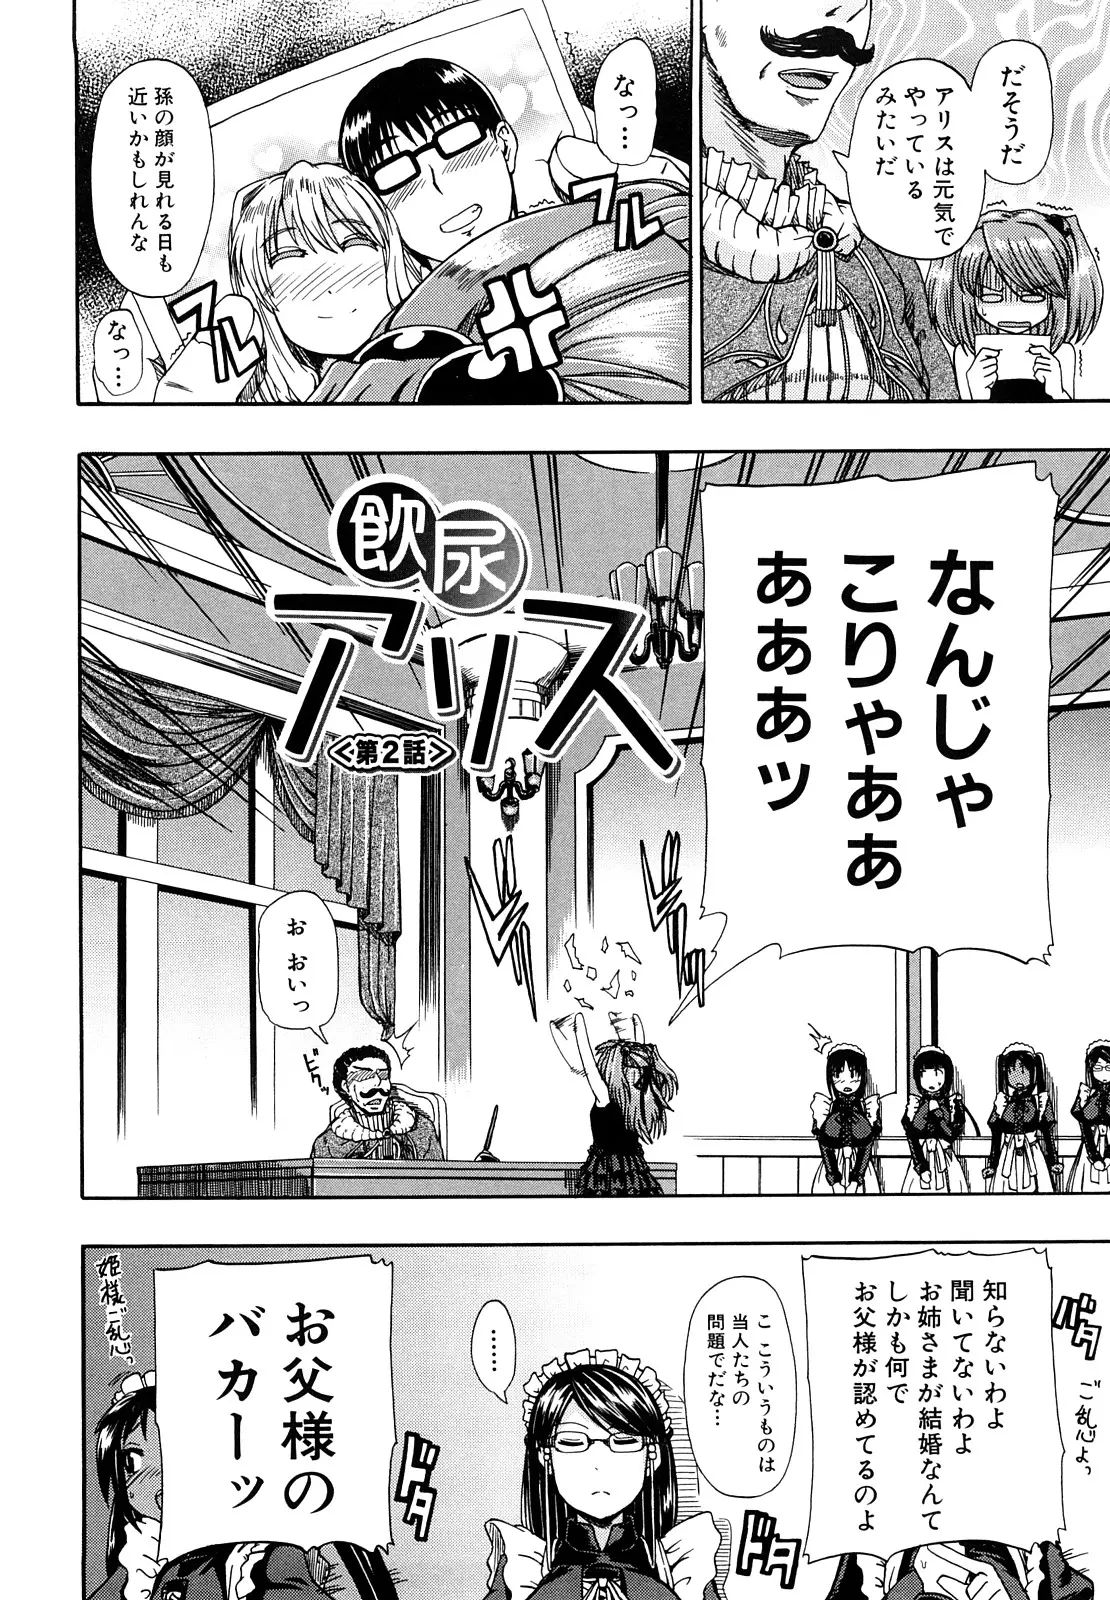 だそうだ
アリスは元気で
やっている
みたいだ
なっ…
孫の顔が見れる日も
近いかもしれんな
なっ…
プル
プル
なんじゃ
こりゃああ
ああああッ
飲尿
アリス
<第2話>
お おいっ
ビクッ
知らないわよ
聞いてないわよ
お姉さまが結婚なんて
しかも何で
お父様が認めてるのよ
バタ
ご乱心よっ
こ こういうものは
当人たちの
問題でだな…
……
お父様の
バカーッ
姫様ご乱心っ
ドタ
ドタ